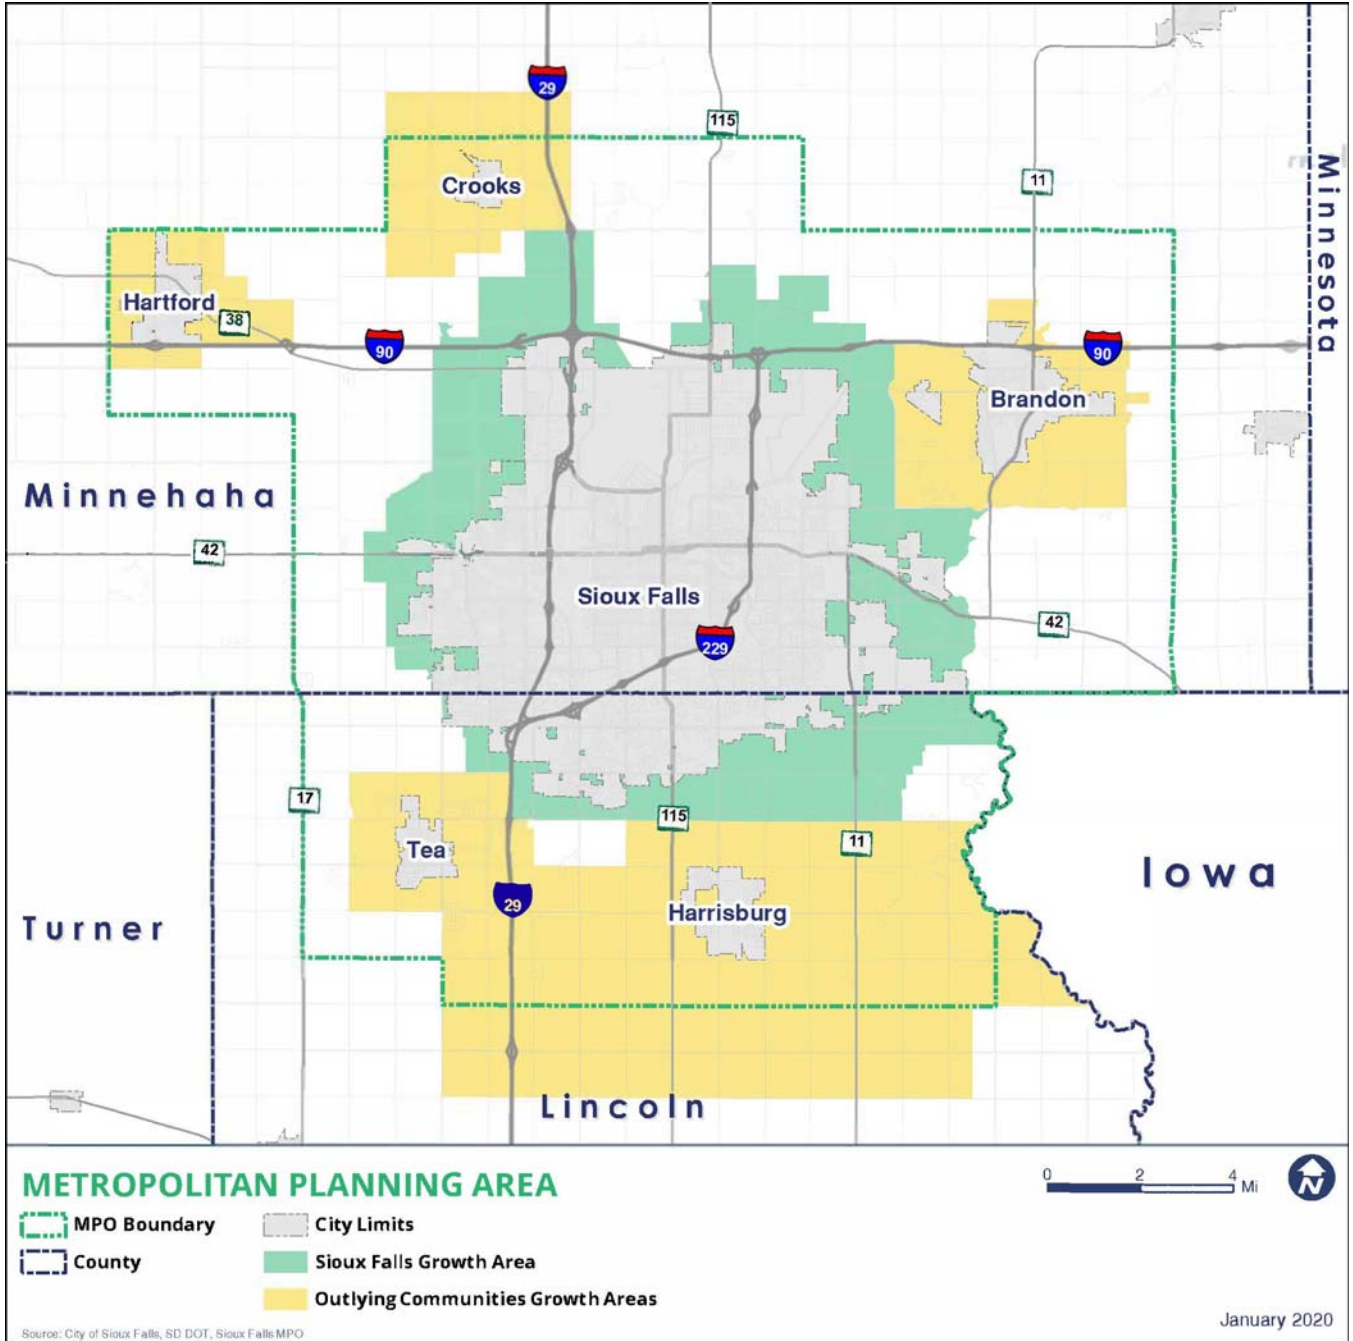 29
115
11
Minnesota
Crooks
Hartford
38
90
90
Brandon
Minnehaha
42
Sioux Falls
42
229
17
115
Tea
11
Iowa
29
Harrisburg
Turner
Lincoln
METROPOLITAN PLANNING AREA
0 2 4 Mi
N
MPO Boundary
City Limits
County
Sioux Falls Growth Area
Outlying Communities Growth Areas
January 2020
Source: City of Sioux Falls, SD DOT, Sioux Falls MPO